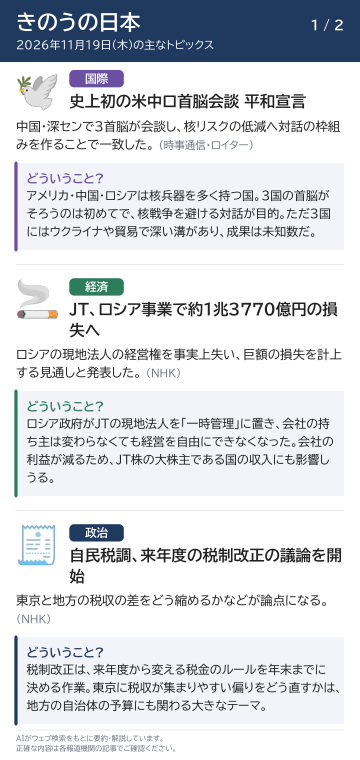 きのうの日本
1 / 2
2026年11月19日(木)の主なトピックス
国際
史上初の米中ロ首脳会談 平和宣言
中国・深センで3首脳が会談し、核リスクの低減へ対話の枠組
みを作ることで一致した。（時事通信・ロイター）
どういうこと?
アメリカ・中国・ロシアは核兵器を多く持つ国。3国の首脳が
そろうのは初めてで、核戦争を避ける対話が目的。ただ3国
にはウクライナや貿易で深い溝があり、成果は未知数だ。
経済
JT、ロシア事業で約1兆3770億円の損
失へ
ロシアの現地法人の経営権を事実上失い、巨額の損失を計上
する見通しと発表した。（NHK）
どういうこと?
ロシア政府がJTの現地法人を「一時管理」に置き、会社の持
ち主は変わらなくても経営を自由にできなくなった。会社の
利益が減るため、JT株の大株主である国の収入にも影響し
うる。
政治
自民税調、来年度の税制改正の議論を開
始
東京と地方の税収の差をどう縮めるかなどが論点になる。
（NHK）
どういうこと?
税制改正は、来年度から変える税金のルールを年末までに
決める作業。東京に税収が集まりやすい偏りをどう直すかは、
地方の自治体の予算にも関わる大きなテーマ。
AIがウェブ検索をもとに要約・解説しています。
正確な内容は各報道機関の記事でご確認ください。